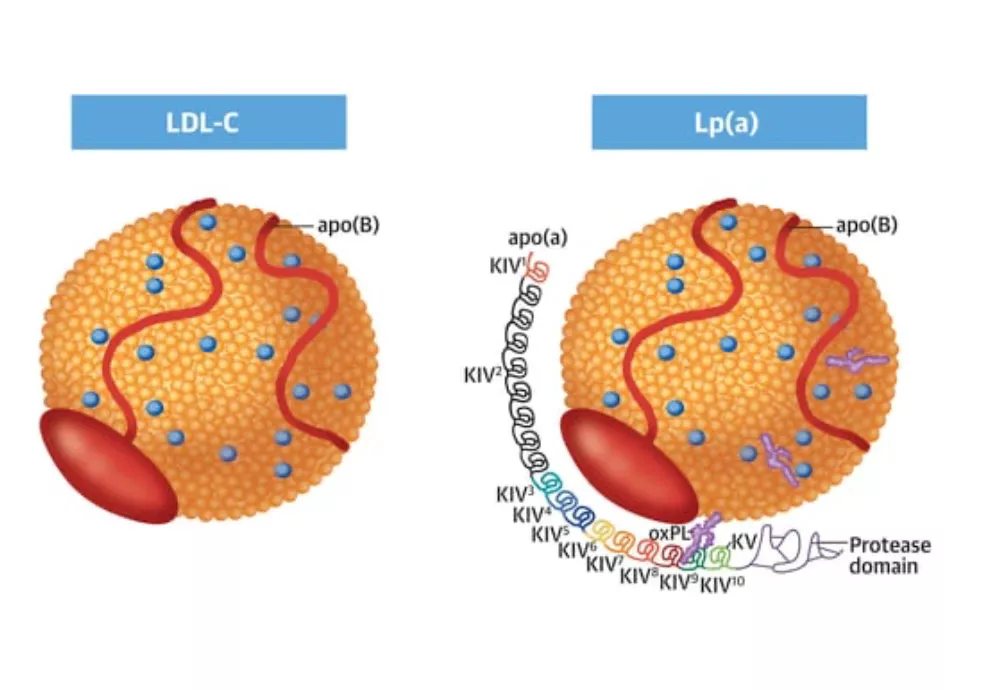 LDL-C
Lp(a)
apo(B)
apo(B)
apo(a)
KIV¹
KIV²
KIV³
KIV⁴
KIV⁵
KIV⁶
KIV⁷
KIV⁸
KIV⁹
KIV¹⁰
oxPL
KV
Protease
domain